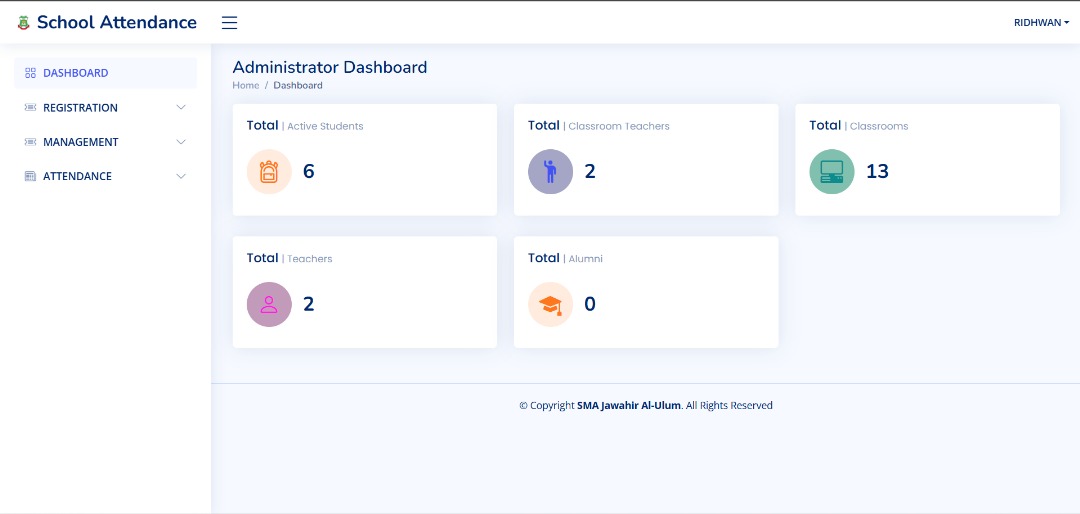 School Attendance
RIDHWAN
DASHBOARD
REGISTRATION
MANAGEMENT
ATTENDANCE
Administrator Dashboard
Home / Dashboard
Total | Active Students
6
Total | Classroom Teachers
2
Total | Classrooms
13
Total | Teachers
2
Total | Alumni
0
© Copyright SMA Jawahir Al-Ulum. All Rights Reserved